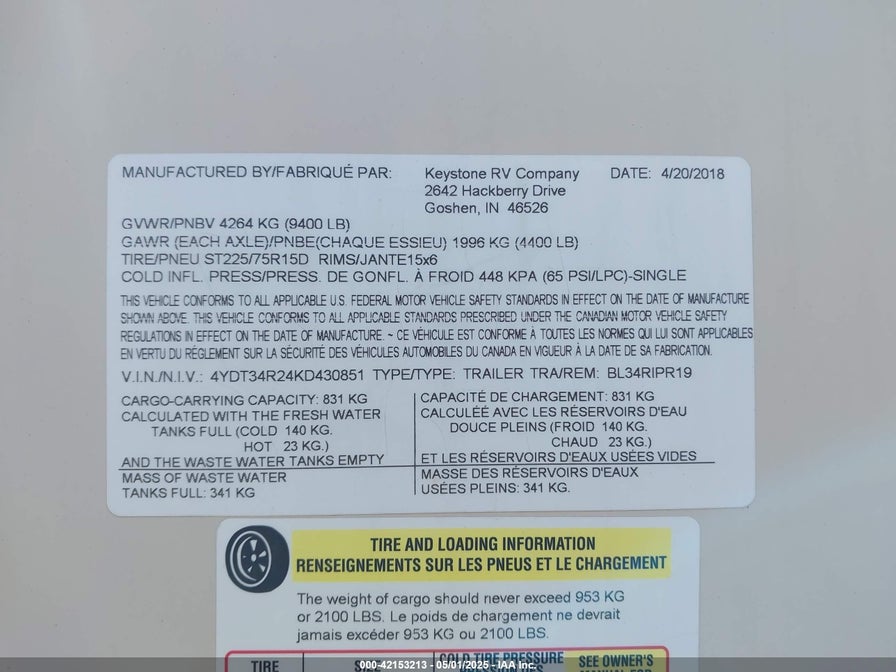 MANUFACTURED BY/FABRIQUÉ PAR: Keystone RV Company DATE: 4/20/2018
2642 Hackberry Drive
Goshen, IN 46526
GVWR/PNBV 4264 KG (9400 LB)
GAWR (EACH AXLE)/PNBE(CHAQUE ESSIEU) 1996 KG (4400 LB)
TIRE/PNEU ST225/75R15D RIMS/JANTE15x6
COLD INFL. PRESS/PRESS. DE GONFL. À FROID 448 KPA (65 PSI/LPC)-SINGLE
THIS VEHICLE CONFORMS TO ALL APPLICABLE U.S. FEDERAL MOTOR VEHICLE SAFETY STANDARDS IN EFFECT ON THE DATE OF MANUFACTURE
SHOWN ABOVE. THIS VEHICLE CONFORMS TO ALL APPLICABLE STANDARDS PRESCRIBED UNDER THE CANADIAN MOTOR VEHICLE SAFETY
REGULATIONS IN EFFECT ON THE DATE OF MANUFACTURE. ~ CE VÉHICULE EST CONFORME À TOUTES LES NORMES QUI LUI SONT APPLICABLES
EN VERTU DU RÉGLEMENT SUR LA SÉCURITÉ DES VÉHICULES AUTOMOBILES DU CANADA EN VIGUEUR À LA DATE DE SA FABRICATION.
V.I.N./N.I.V.: 4YDT34R24KD430851 TYPE/TYPE: TRAILER TRA/REM: BL34RIPR19
CARGO-CARRYING CAPACITY: 831 KG
CALCULATED WITH THE FRESH WATER
TANKS FULL (COLD 140 KG.
HOT 23 KG.)
AND THE WASTE WATER TANKS EMPTY
MASS OF WASTE WATER
TANKS FULL: 341 KG
CAPACITÉ DE CHARGEMENT: 831 KG
CALCULÉE AVEC LES RÉSERVOIRS D'EAU
DOUCE PLEINS (FROID 140 KG.
CHAUD 23 KG.)
ET LES RÉSERVOIRS D'EAUX USÉES VIDES
MASSE DES RÉSERVOIRS D'EAUX
USÉES PLEINS: 341 KG.
TIRE AND LOADING INFORMATION
RENSEIGNEMENTS SUR LES PNEUS ET LE CHARGEMENT
The weight of cargo should never exceed 953 KG
or 2100 LBS. Le poids de chargement ne devrait
jamais excéder 953 KG ou 2100 LBS.
TIRE COLD TIRE PRESSURE SEE OWNER'S
000-42153213 - 05/01/2025 - IAA Inc.